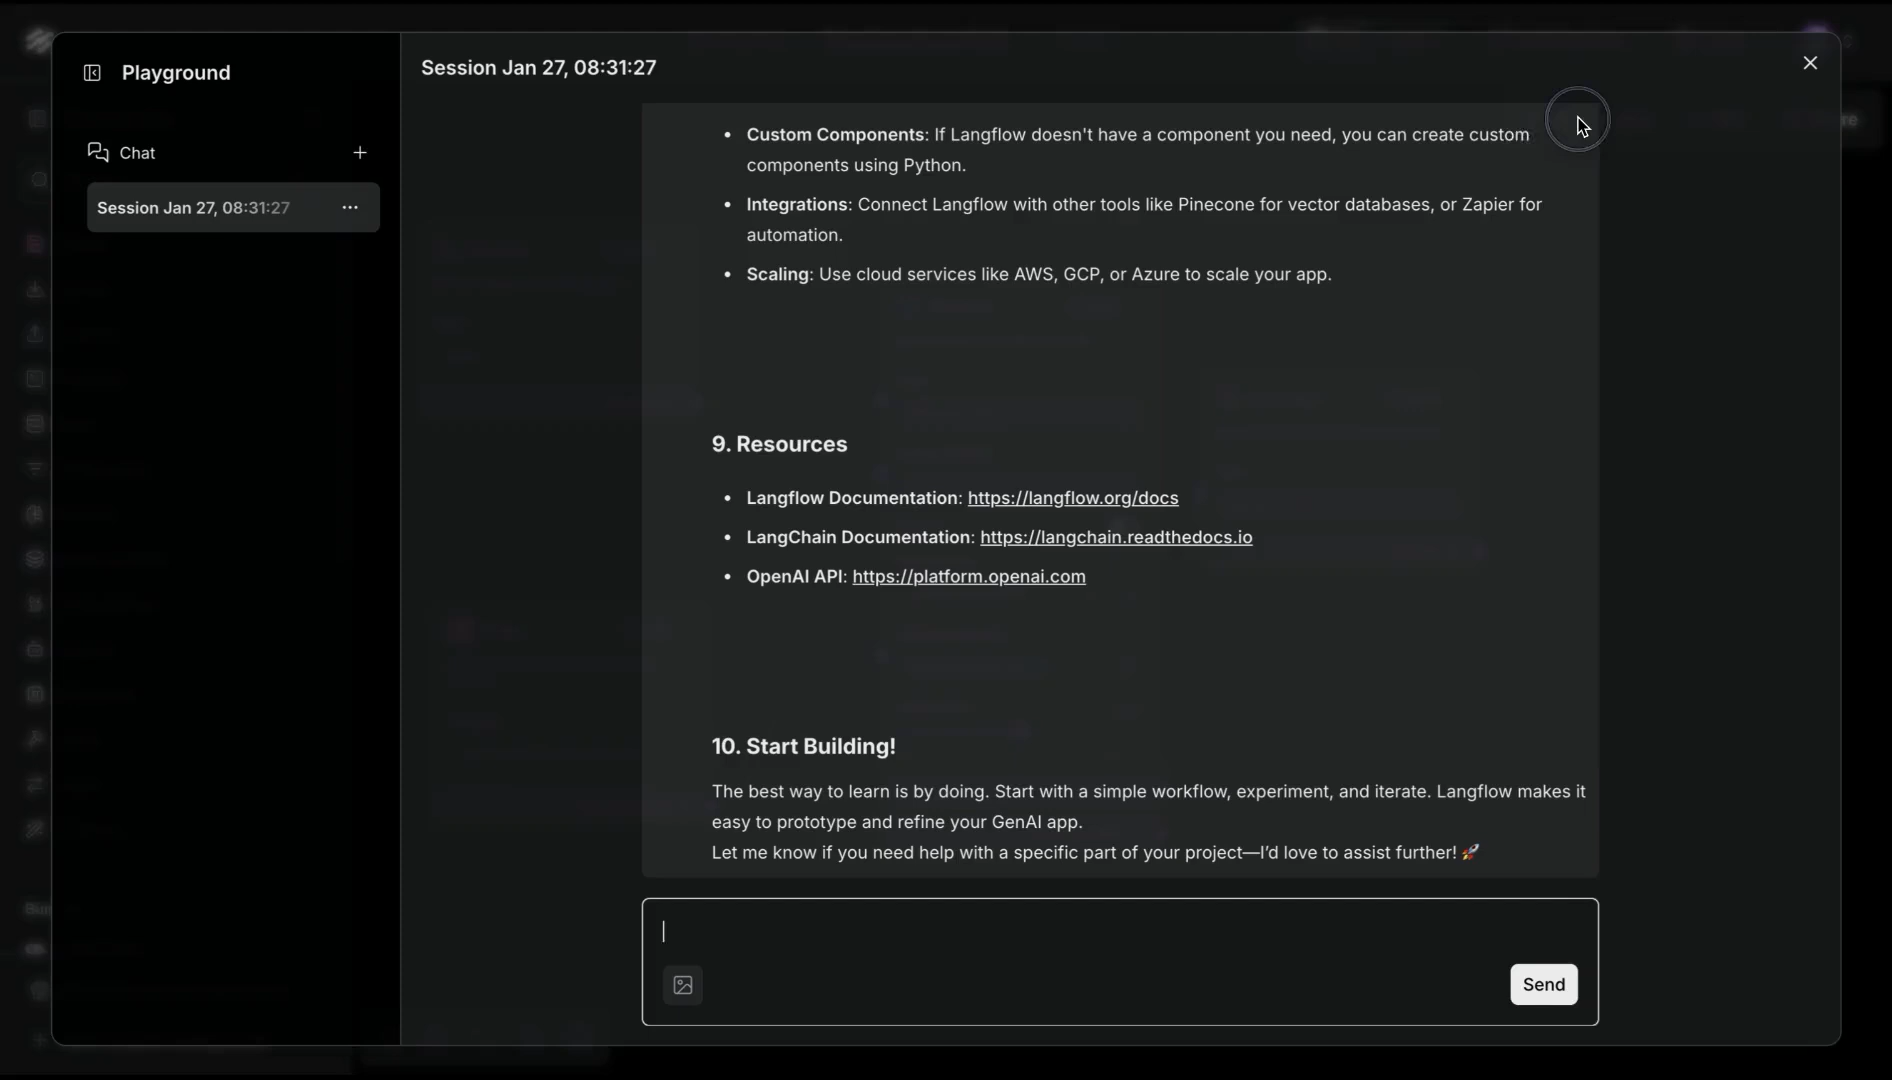 Playground
Session Jan 27, 08:31:27
Chat
Session Jan 27, 08:31:27
• Custom Components: If Langflow doesn't have a component you need, you can create custom
components using Python.
• Integrations: Connect Langflow with other tools like Pinecone for vector databases, or Zapier for
automation.
• Scaling: Use cloud services like AWS, GCP, or Azure to scale your app.
9. Resources
• Langflow Documentation: https://langflow.org/docs
• LangChain Documentation: https://langchain.readthedocs.io
• OpenAI API: https://platform.openai.com
10. Start Building!
The best way to learn is by doing. Start with a simple workflow, experiment, and iterate. Langflow makes it
easy to prototype and refine your GenAI app.
Let me know if you need help with a specific part of your project—I’d love to assist further! 🚀
Send